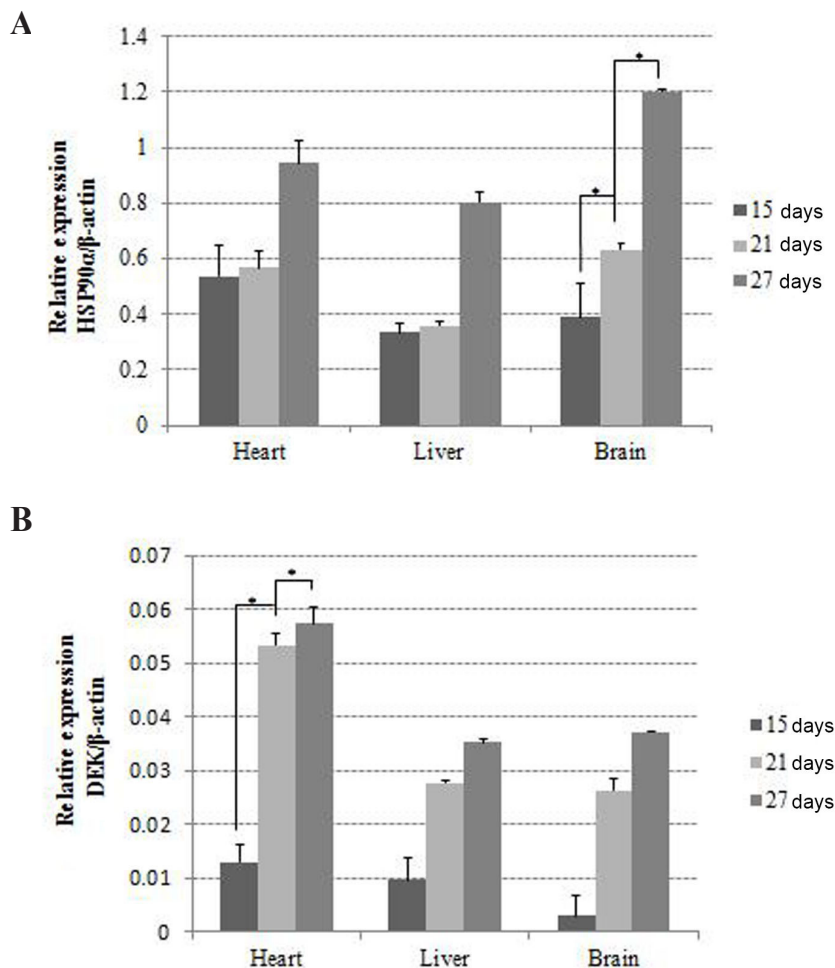 A
Relative expression
HSP90α/β-actin
1.4
1.2
1
0.8
0.6
0.4
0.2
0
*
*
Heart Liver Brain
15 days
21 days
27 days
B
Relative expression
DEK/β-actin
0.07
0.06
0.05
0.04
0.03
0.02
0.01
0
*
*
Heart Liver Brain
15 days
21 days
27 days